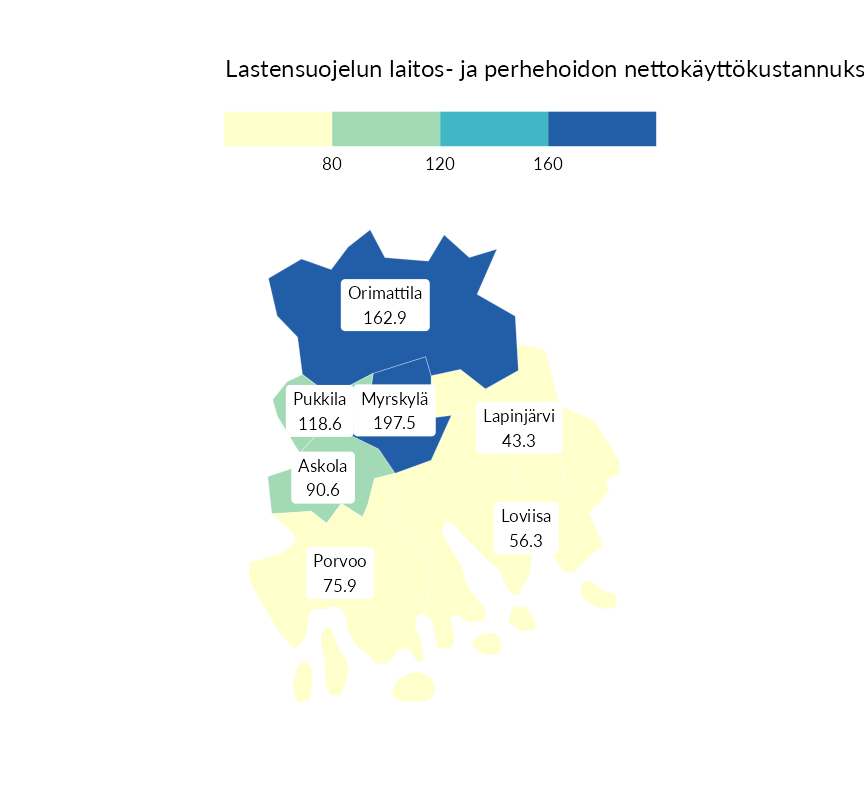 Lastensuojelun laitos- ja perhehoidon nettokäyttökustannuks
80 120 160
Orimattila
162.9
Pukkila
118.6
Myrskylä
197.5
Lapinjärvi
43.3
Askola
90.6
Loviisa
56.3
Porvoo
75.9